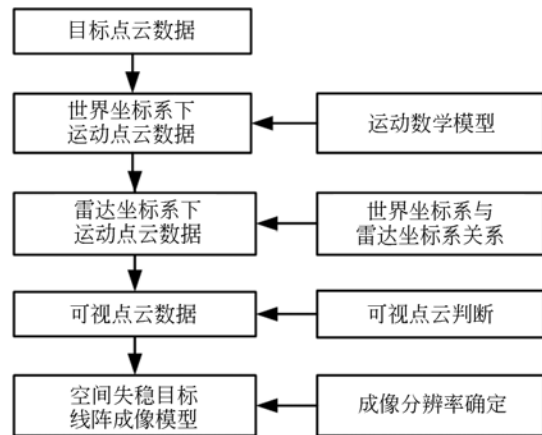 目标点云数据
世界坐标系下
运动点云数据
运动数学模型
雷达坐标系下
运动点云数据
世界坐标系与
雷达坐标系关系
可视点云数据
可视点云判断
空间失稳目标
线阵成像模型
成像分辨率确定